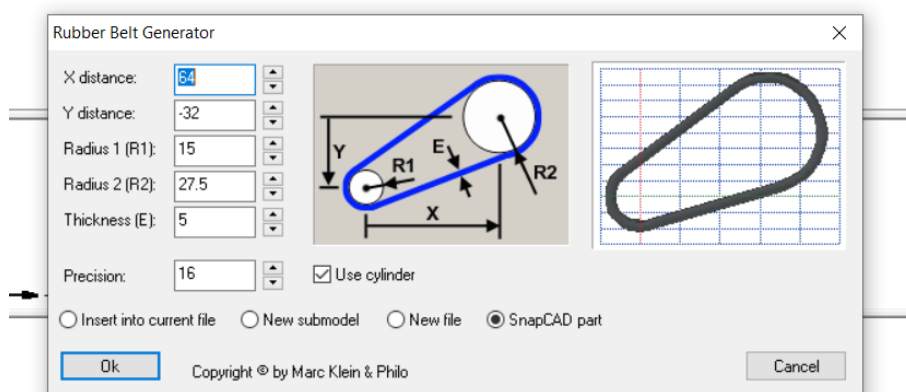 Rubber Belt Generator
X distance: 64
Y distance: -32
Radius 1 (R1): 15
Radius 2 (R2): 27.5
Thickness (E): 5
Y
R1
E
R2
X
Precision: 16
Use cylinder
Insert into current file New submodel New file SnapCAD part
Ok Copyright © by Marc Klein & Philo Cancel